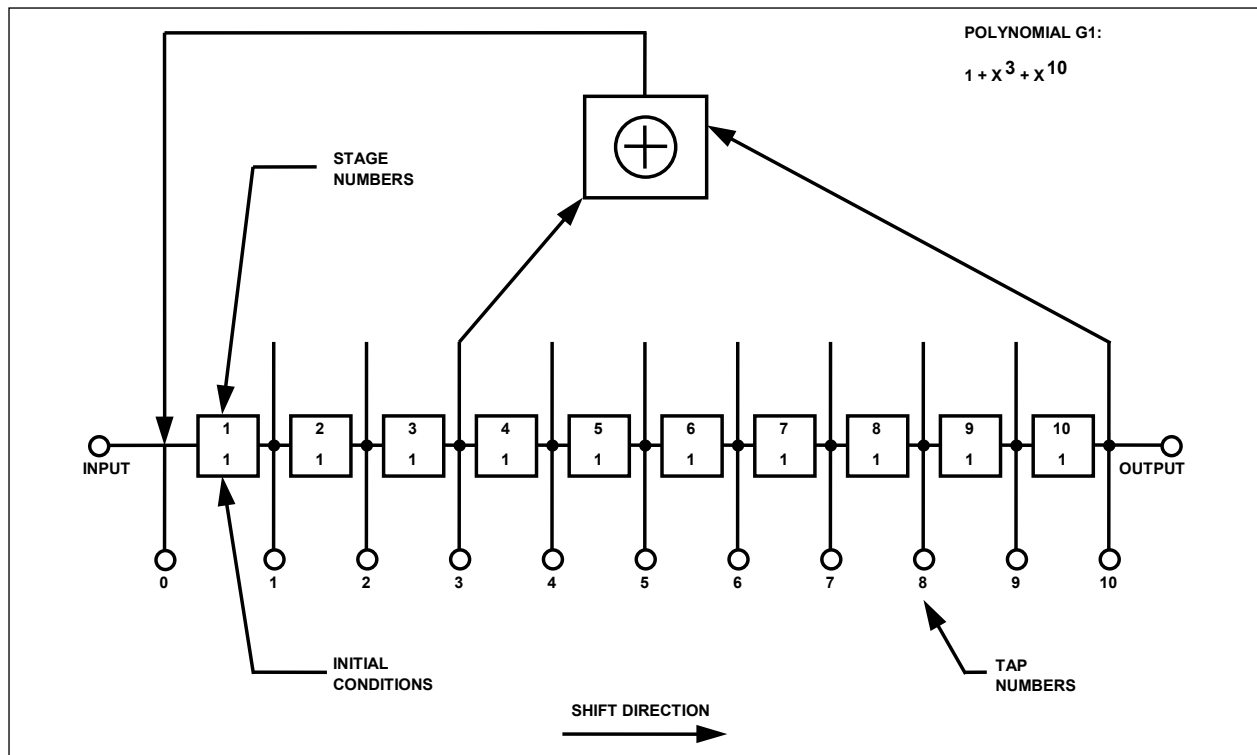 POLYNOMIAL G1:
1 + X^3 + X^10
STAGE
NUMBERS
1 2 3 4 5 6 7 8 9 10
1 1 1 1 1 1 1 1 1 1
INPUT
OUTPUT
0 1 2 3 4 5 6 7 8 9 10
INITIAL
CONDITIONS
TAP
NUMBERS
SHIFT DIRECTION